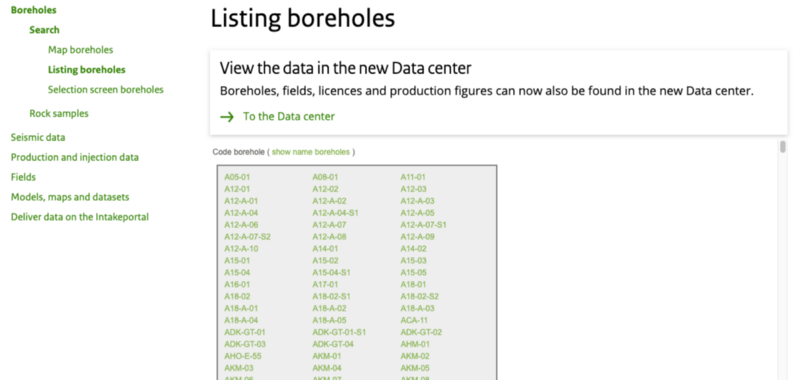 Boreholes
Search
Map boreholes
Listing boreholes
Selection screen boreholes
Rock samples
Seismic data
Production and injection data
Fields
Models, maps and datasets
Deliver data on the Intakeportal
Listing boreholes
View the data in the new Data center
Boreholes, fields, licences and production figures can now also be found in the new Data center.
→ To the Data center
Code borehole ( show name boreholes )
A05-01 A08-01 A11-01
A12-01 A12-02 A12-03
A12-A-01 A12-A-02 A12-A-03
A12-A-04 A12-A-04-S1 A12-A-05
A12-A-06 A12-A-07 A12-A-07-S1
A12-A-07-S2 A12-A-08 A12-A-09
A12-A-10 A14-01 A14-02
A15-01 A15-02 A15-03
A15-04 A15-04-S1 A15-05
A16-01 A17-01 A18-01
A18-02 A18-02-S1 A18-02-S2
A18-A-01 A18-A-02 A18-A-03
A18-A-04 A18-A-05 ACA-11
ADK-GT-01 ADK-GT-01-S1 ADK-GT-02
ADK-GT-03 ADK-GT-04 AHM-01
AHO-E-55 AKM-01 AKM-02
AKM-03 AKM-04 AKM-05
AKM-06 AKM-07 AKM-08